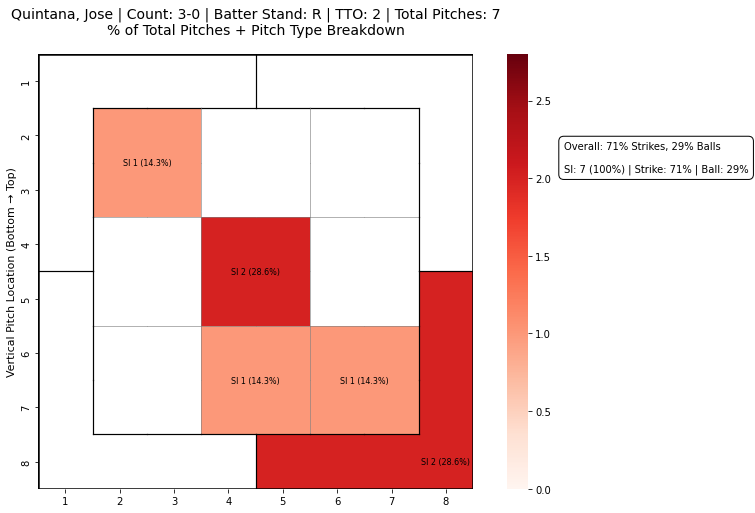 Quintana, Jose | Count: 3-0 | Batter Stand: R | TTO: 2 | Total Pitches: 7
% of Total Pitches + Pitch Type Breakdown
Vertical Pitch Location (Bottom → Top)
1
2
3
4
5
6
7
8
SI 1 (14.3%)
SI 2 (28.6%)
SI 1 (14.3%)
SI 1 (14.3%)
SI 2 (28.6%)
1
2
3
4
5
6
7
8
2.5
2.0
1.5
1.0
0.5
0.0
Overall: 71% Strikes, 29% Balls
SI: 7 (100%) | Strike: 71% | Ball: 29%